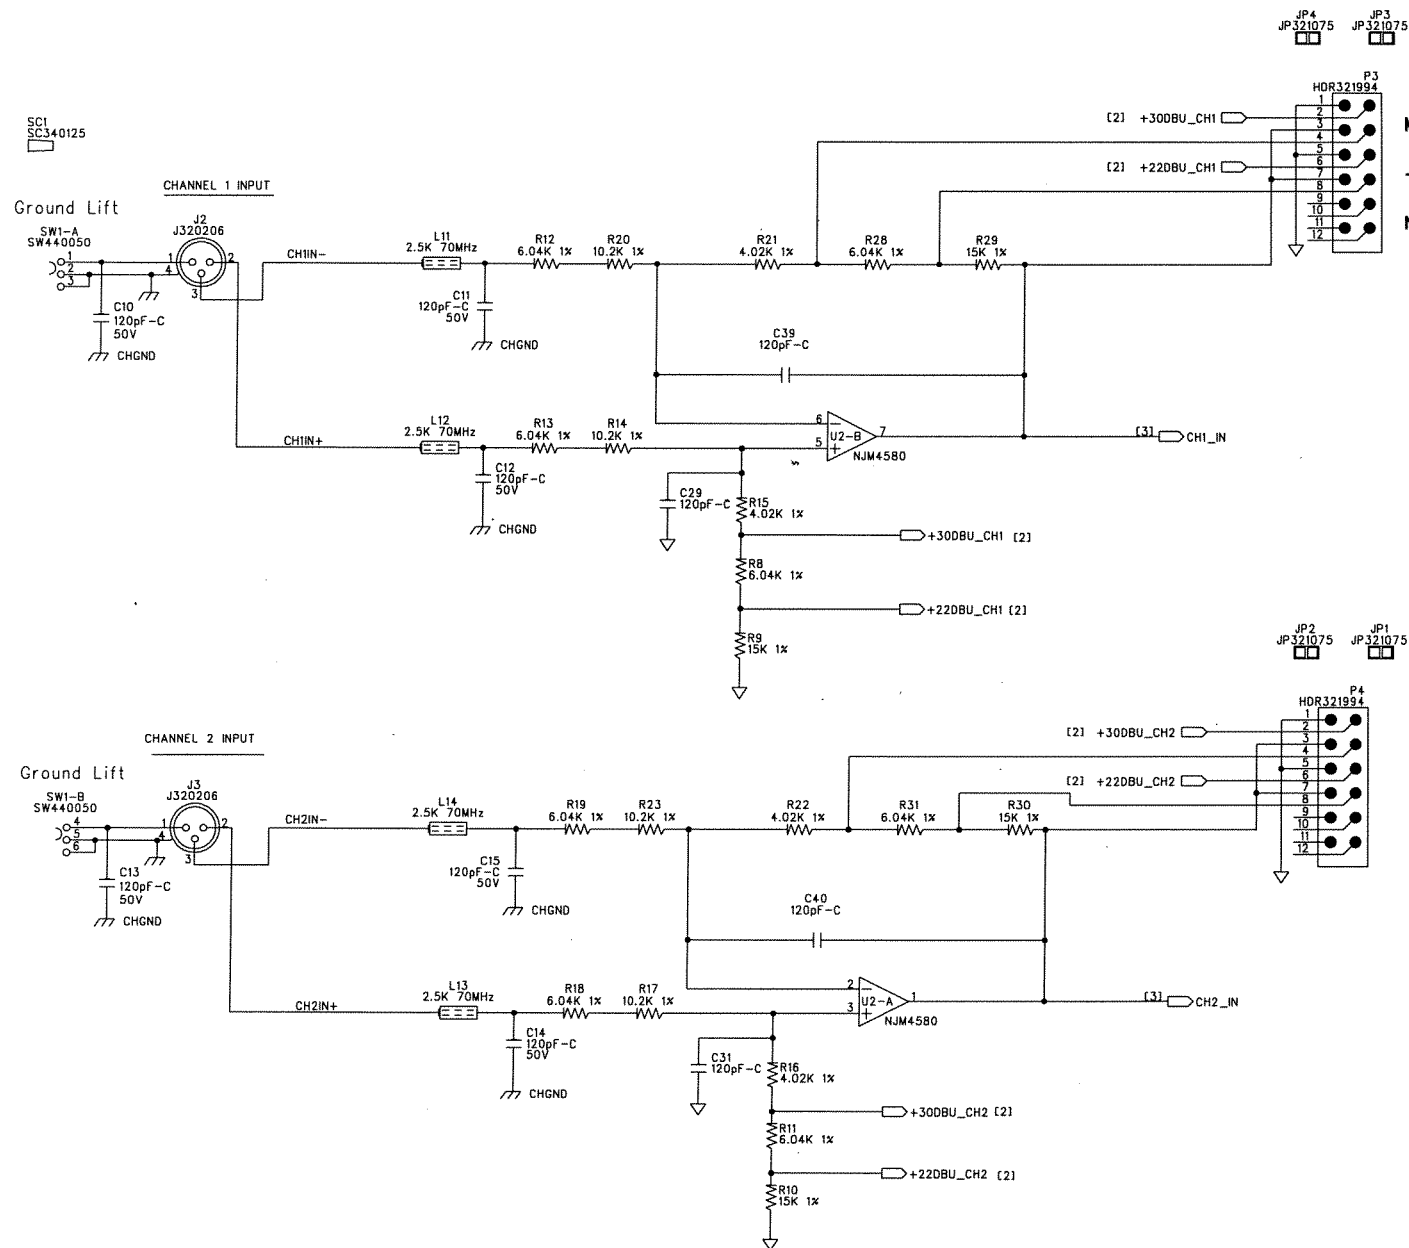 JP4
JP321075
JP3
JP321075
P3
HDR321994
1
2
3
4
5
6
7
8
9
10
11
12
[2] +30DBU_CH1
[2] +22DBU_CH1
SC1
SC340125
CHANNEL 1 INPUT
Ground Lift
SW1-A
SW440050
1
2
3
J2
J320206
1
2
4
3
C10
120pF-C
50V
CHGND
CH1IN-
L11
2.5K 70MHz
C11
120pF-C
50V
CHGND
R12
6.04K 1%
R20
10.2K 1%
R21
4.02K 1%
R28
6.04K 1%
R29
15K 1%
C39
120pF-C
CH1IN+
L12
2.5K 70MHz
C12
120pF-C
50V
CHGND
R13
6.04K 1%
R14
10.2K 1%
6
5
7
U2-B
NJM4580
[3]
CH1_IN
C29
120pF-C
R15
4.02K 1%
+30DBU_CH1 [2]
R8
6.04K 1%
+22DBU_CH1 [2]
R9
15K 1%
JP2
JP321075
JP1
JP321075
P4
HDR321994
1
2
3
4
5
6
7
8
9
10
11
12
[2] +30DBU_CH2
[2] +22DBU_CH2
CHANNEL 2 INPUT
Ground Lift
SW1-B
SW440050
4
5
6
J3
J320206
1
2
4
3
C13
120pF-C
50V
CHGND
CH2IN-
L14
2.5K 70MHz
C15
120pF-C
50V
CHGND
R19
6.04K 1%
R23
10.2K 1%
R22
4.02K 1%
R31
6.04K 1%
R30
15K 1%
C40
120pF-C
CH2IN+
L13
2.5K 70MHz
C14
120pF-C
50V
CHGND
R18
6.04K 1%
R17
10.2K 1%
2
3
1
U2-A
NJM4580
[3]
CH2_IN
C31
120pF-C
R16
4.02K 1%
+30DBU_CH2 [2]
R11
6.04K 1%
+22DBU_CH2 [2]
R10
15K 1%